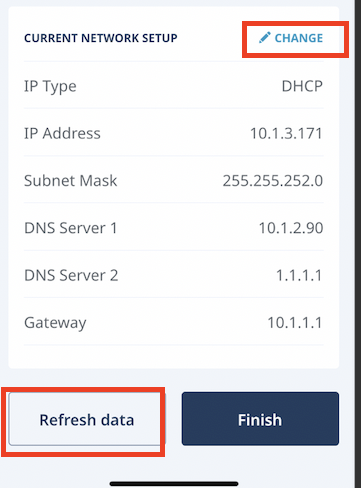 CURRENT NETWORK SETUP CHANGE
IP Type DHCP
IP Address 10.1.3.171
Subnet Mask 255.255.252.0
DNS Server 1 10.1.2.90
DNS Server 2 1.1.1.1
Gateway 10.1.1.1
Refresh data Finish